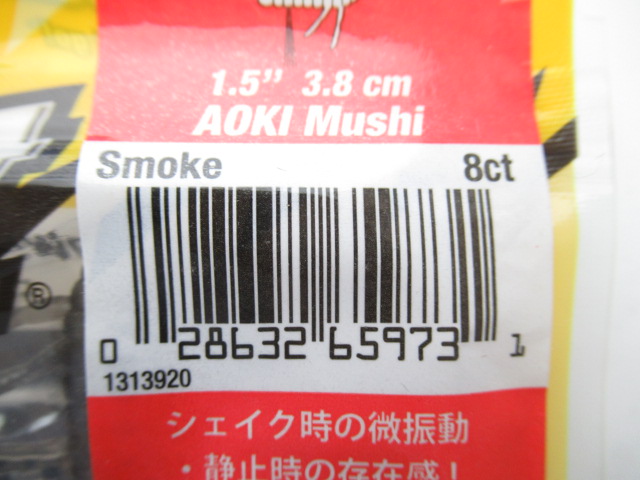 1.5” 3.8 cm
AOKI Mushi
Smoke 8ct
0 28632 65973 1
®
1313920
シェイク時の微振動
・静止時の存在感!